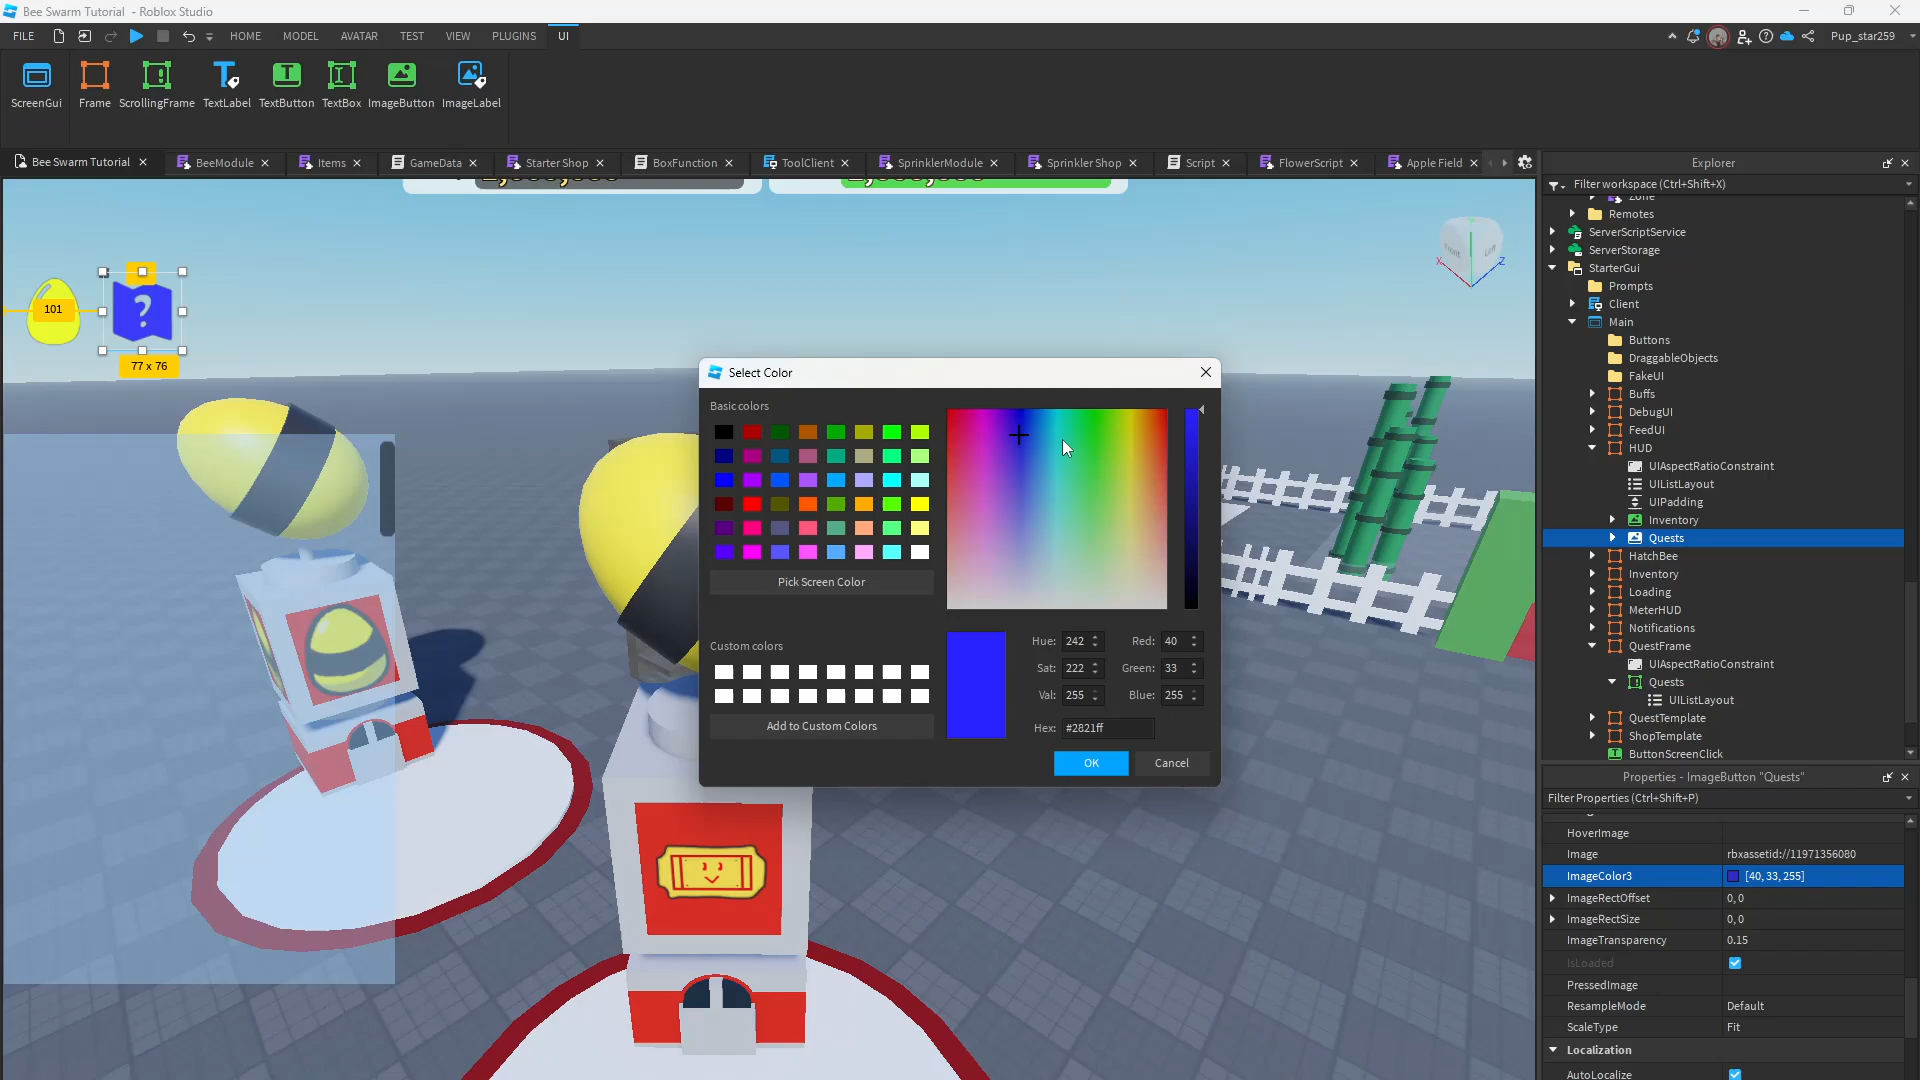 Bee Swarm Tutorial - Roblox Studio
FILE HOME MODEL AVATAR TEST VIEW PLUGINS UI
Pup_star259
ScreenGui Frame ScrollingFrame TextLabel TextButton TextBox ImageButton ImageLabel
Bee Swarm Tutorial BeeModule Items GameData Starter Shop BoxFunction ToolClient SprinklerModule Sprinkler Shop Script FlowerScript Apple Field
Explorer
Filter workspace (Ctrl+Shift+X)
Zone
Remotes
ServerScriptService
ServerStorage
StarterGui
Prompts
Client
Main
Buttons
DraggableObjects
FakeUI
Buffs
DebugUI
FeedUI
HUD
UIAspectRatioConstraint
UIListLayout
UIPadding
Inventory
Quests
HatchBee
Inventory
Loading
MeterHUD
Notifications
QuestFrame
UIAspectRatioConstraint
Quests
UIListLayout
QuestTemplate
ShopTemplate
ButtonScreenClick
Front Left
X Z
101
?
77 x 76
Select Color
Basic colors
Pick Screen Color
Custom colors
Add to Custom Colors
Hue: 242 Red: 40
Sat: 222 Green: 33
Val: 255 Blue: 255
Hex: #2821ff
OK Cancel
Properties - ImageButton "Quests"
Filter Properties (Ctrl+Shift+P)
HoverImage
Image rbxassetid://11971356080
ImageColor3 [40, 33, 255]
ImageRectOffset 0, 0
ImageRectSize 0, 0
ImageTransparency 0.15
IsLoaded
PressedImage
ResampleMode Default
ScaleType Fit
Localization
AutoLocalize